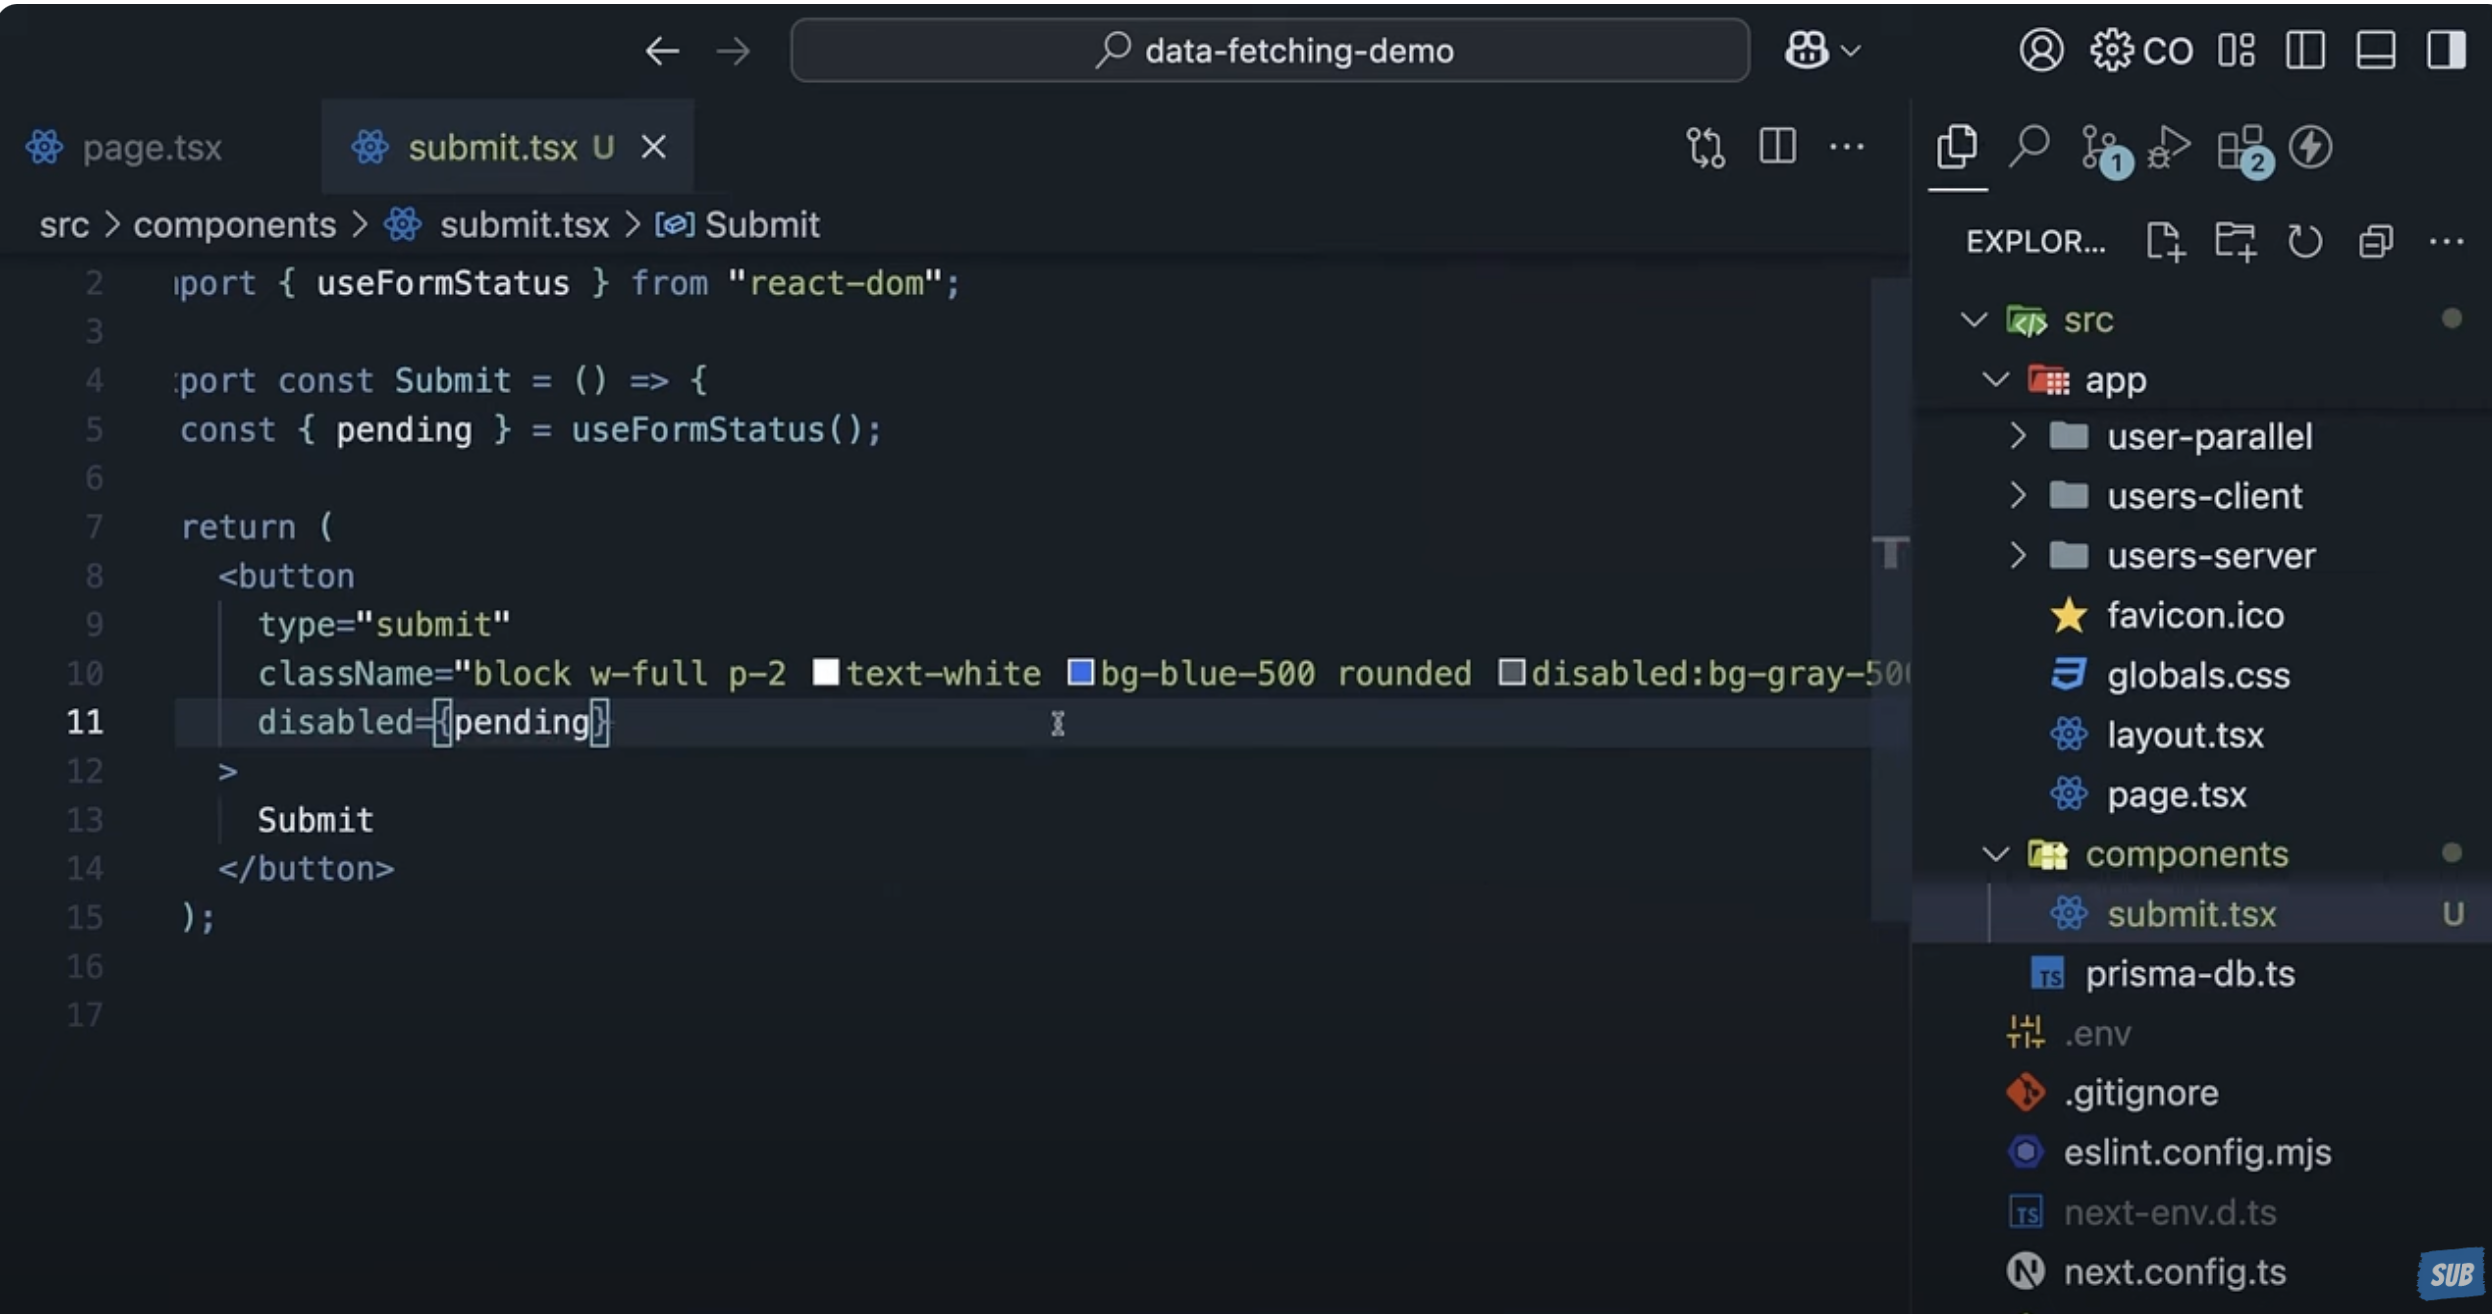 data-fetching-demo
CO
page.tsx
submit.tsx U
1
2
src > components > submit.tsx > Submit
EXPLOR...
2 port { useFormStatus } from "react-dom";
3
4 port const Submit = () => {
5 const { pending } = useFormStatus();
6
7 return (
8 <button
9 type="submit"
10 className="block w-full p-2 text-white bg-blue-500 rounded disabled:bg-gray-500
11 disabled={pending}
12 >
13 Submit
14 </button>
15 );
16
17
src
app
user-parallel
users-client
users-server
favicon.ico
globals.css
layout.tsx
page.tsx
components
submit.tsx U
TS prisma-db.ts
.env
.gitignore
eslint.config.mjs
TS next-env.d.ts
N next.config.ts
SUB